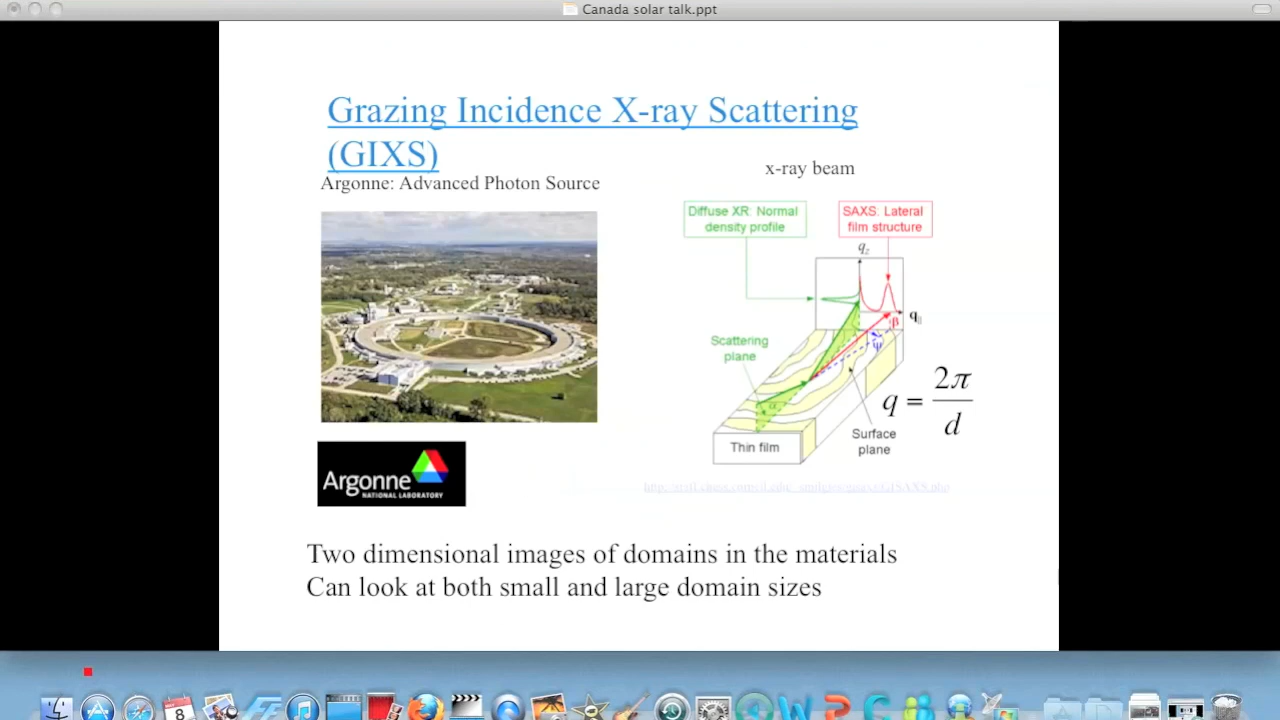 Canada solar talk.ppt
Grazing Incidence X-ray Scattering
(GIXS)
Argonne: Advanced Photon Source
x-ray beam
Diffuse XR: Normal
density profile
SAXS: Lateral
film structure
qz
q||
β
ψ
Scattering
plane
α
q = 2π/d
Surface
plane
Thin film
Argonne
NATIONAL LABORATORY
Two dimensional images of domains in the materials
Can look at both small and large domain sizes
8